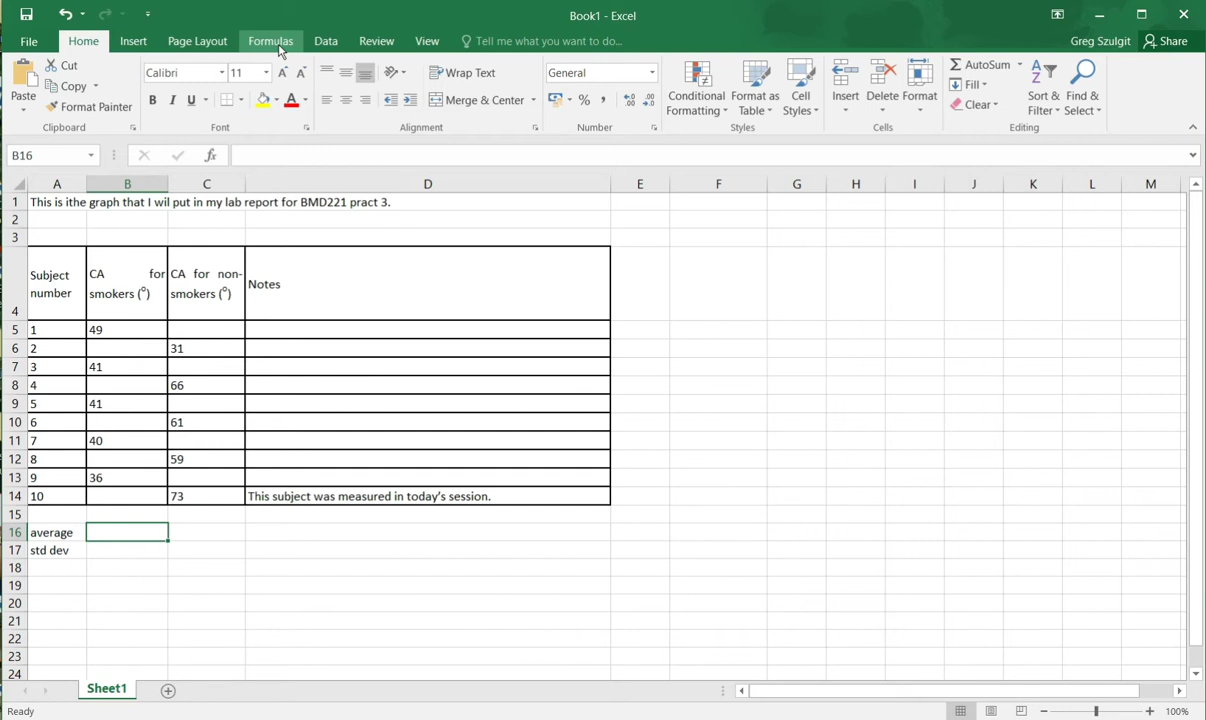 Book1 - Excel
File Home Insert Page Layout Formulas Data Review View Tell me what you want to do... Greg Szulgit Share
Paste Cut Copy Format Painter Clipboard
Calibri 11 B I U A Font
Wrap Text Merge & Center Alignment
General % , Number
Conditional Formatting Format as Table Cell Styles Styles
Insert Delete Format Cells
AutoSum Fill Clear Sort & Filter Find & Select Editing
B16 fx
A B C D E F G H I J K L M
1 This is ithe graph that I wil put in my lab report for BMD221 pract 3.
2
3
4 Subject number CA for smokers (°) CA for non-smokers (°) Notes
5 1 49
6 2 31
7 3 41
8 4 66
9 5 41
10 6 61
11 7 40
12 8 59
13 9 36
14 10 73 This subject was measured in today's session.
15
16 average
17 std dev
18
19
20
21
22
23
24
Sheet1
Ready 100%